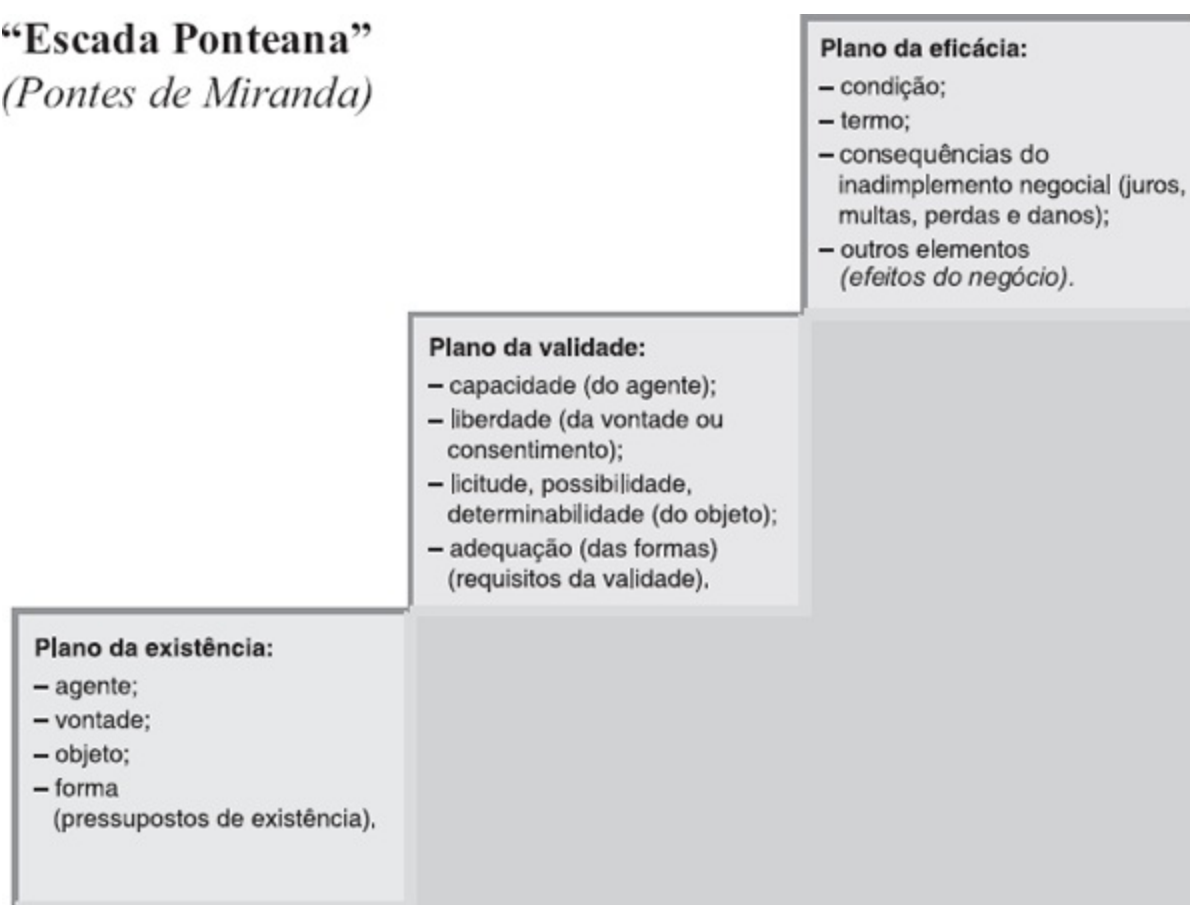 “Escada Ponteana”
(Pontes de Miranda)
Plano da eficácia:
– condição;
– termo;
– consequências do
inadimplemento negocial (juros,
multas, perdas e danos);
– outros elementos
(efeitos do negócio).
Plano da validade:
– capacidade (do agente);
– liberdade (da vontade ou
consentimento);
– licitude, possibilidade,
determinabilidade (do objeto);
– adequação (das formas)
(requisitos da validade).
Plano da existência:
– agente;
– vontade;
– objeto;
– forma
(pressupostos de existência).